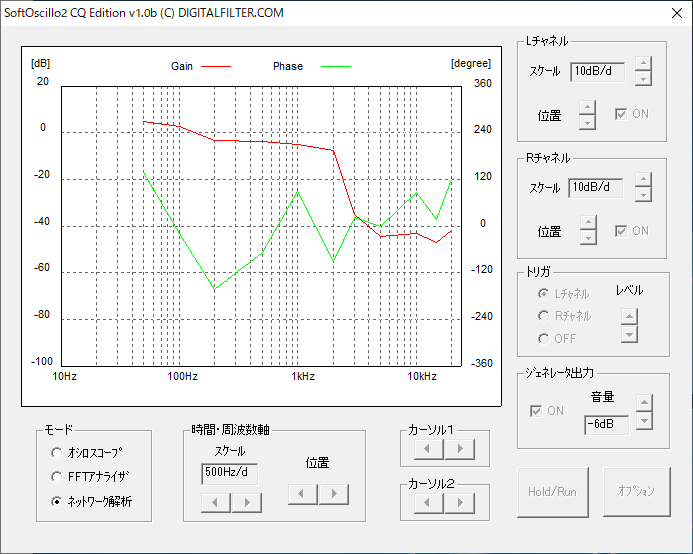 SoftOscillo2 CQ Edition v1.0b (C) DIGITALFILTER.COM
[dB]
Gain
Phase
[degree]
20
0
-20
-40
-60
-80
-100
360
240
120
0
-120
-240
-360
10Hz
100Hz
1kHz
10kHz
Lチャネル
スケール
10dB/d
位置
ON
Rチャネル
スケール
10dB/d
位置
ON
トリガ
Lチャネル
Rチャネル
OFF
レベル
ジェネレータ出力
ON
音量
-6dB
モード
オシロスコープ
FFTアナライザ
ネットワーク解析
時間・周波数軸
スケール
500Hz/d
位置
カーソル1
カーソル2
Hold/Run
オプション